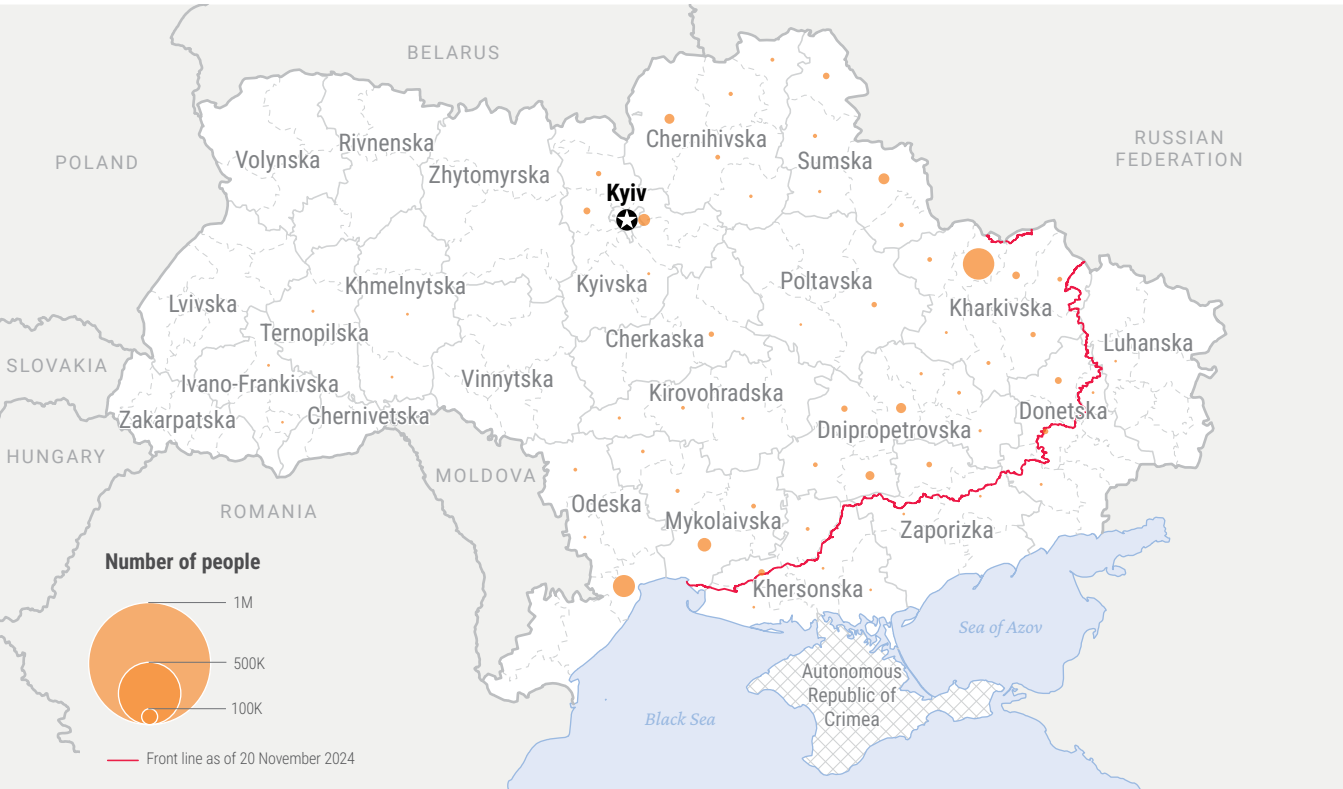 BELARUS
RUSSIAN
FEDERATION
POLAND
Volynska
Rivnenska
Zhytomyrska
Chernihivska
Sumska
Kyiv
Lvivska
Khmelnytska
Ternopilska
Kyivska
Poltavska
Kharkivska
Cherkaska
Luhanska
SLOVAKIA
Ivano-Frankivska
Vinnytska
Kirovohradska
Zakarpatska
Chernivetska
Donetska
Dnipropetrovska
HUNGARY
MOLDOVA
ROMANIA
Odeska
Mykolaivska
Zaporizka
Khersonska
Sea of Azov
Autonomous
Republic of
Crimea
Black Sea
Number of people
1M
500K
100K
Front line as of 20 November 2024